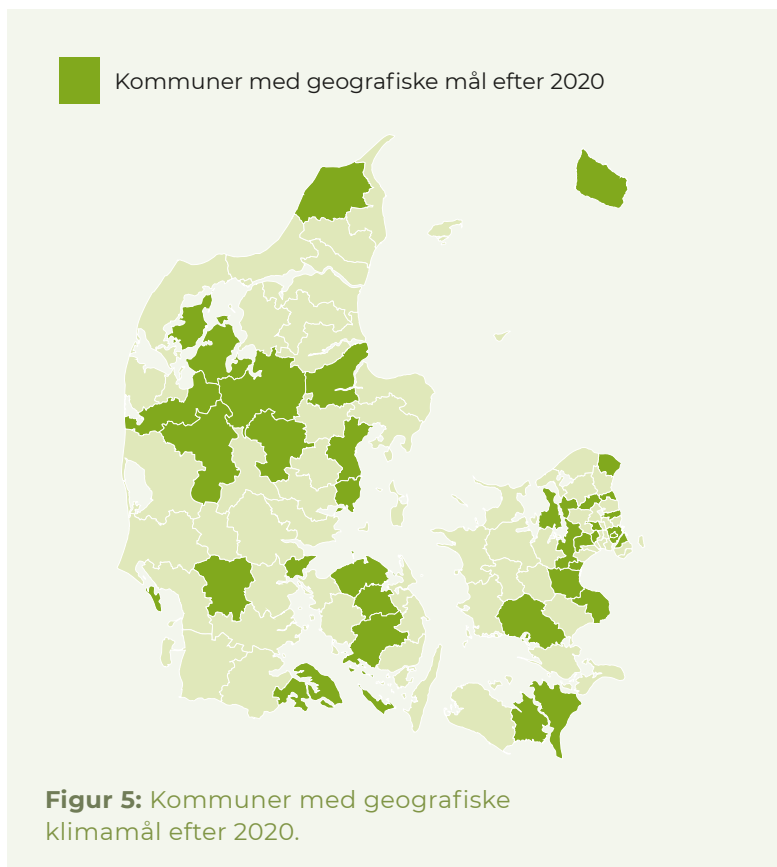 Kommuner med geografiske mål efter 2020
Figur 5: Kommuner med geografiske
klimamål efter 2020.